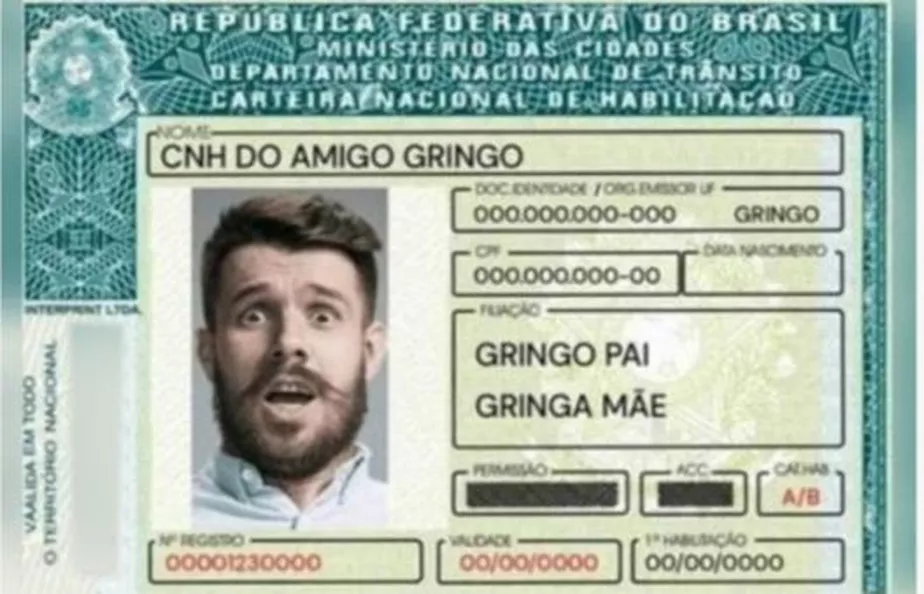 REPÚBLICA FEDERATIVA DO BRASIL
MINISTÉRIO DAS CIDADES
DEPARTAMENTO NACIONAL DE TRÂNSITO
CARTEIRA NACIONAL DE HABILITAÇÃO
NOME
CNH DO AMIGO GRINGO
DOC. IDENTIDADE / ORG. EMISSOR UF
000.000.000-000 GRINGO
CPF DATA NASCIMENTO
000.000.000-00
FILIAÇÃO
GRINGO PAI
GRINGA MÃE
PERMISSÃO ACC CAT. HAB
A/B
Nº REGISTRO VALIDADE 1ª HABILITAÇÃO
00001230000 00/00/0000 00/00/0000
INTERPRINT LTDA.
VAALIDA EM TODO
O TERRITÓRIO NACIONAL